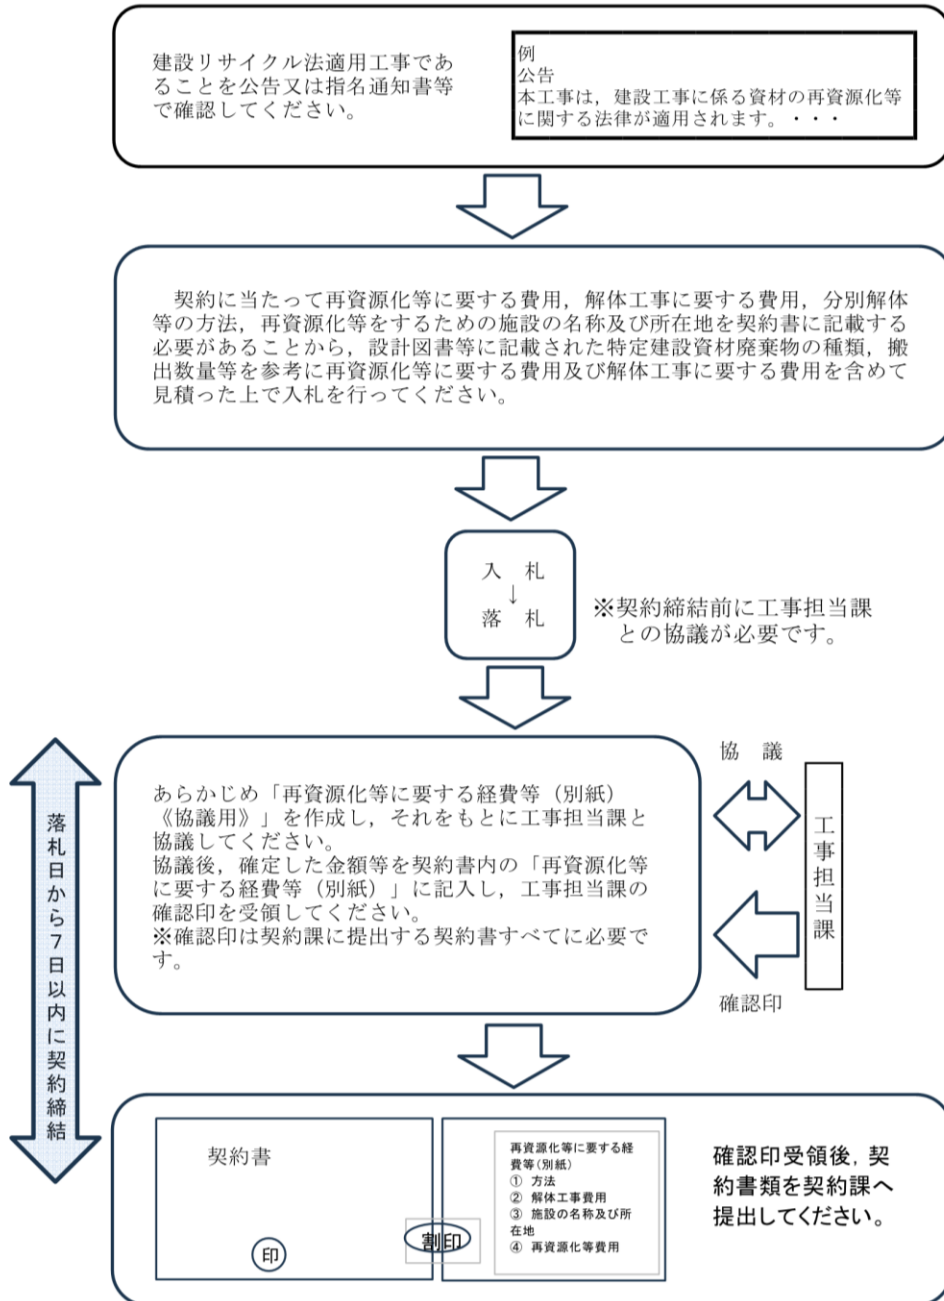 建設リサイクル法適用工事であ
ることを公告又は指名通知書等
で確認してください。
例
公告
本工事は，建設工事に係る資材の再資源化等
に関する法律が適用されます。・・・
契約に当たって再資源化等に要する費用，解体工事に要する費用，分別解体
等の方法，再資源化等をするための施設の名称及び所在地を契約書に記載する
必要があることから，設計図書等に記載された特定建設資材廃棄物の種類，搬
出数量等を参考に再資源化等に要する費用及び解体工事に要する費用を含めて
見積った上で入札を行ってください。
入　札
↓
落　札
※契約締結前に工事担当課
との協議が必要です。
落札日から７日以内に契約締結
あらかじめ「再資源化等に要する経費等（別紙）
《協議用》」を作成し，それをもとに工事担当課と
協議してください。
協議後，確定した金額等を契約書内の「再資源化等
に要する経費等（別紙）」に記入し，工事担当課の
確認印を受領してください。
※確認印は契約課に提出する契約書すべてに必要で
す。
協　議
工事担当課
確認印
契約書
印
割印
再資源化等に要する経
費等(別紙)
① 方法
② 解体工事費用
③ 施設の名称及び所
在地
④ 再資源化等費用
確認印受領後，契
約書類を契約課へ
提出してください。